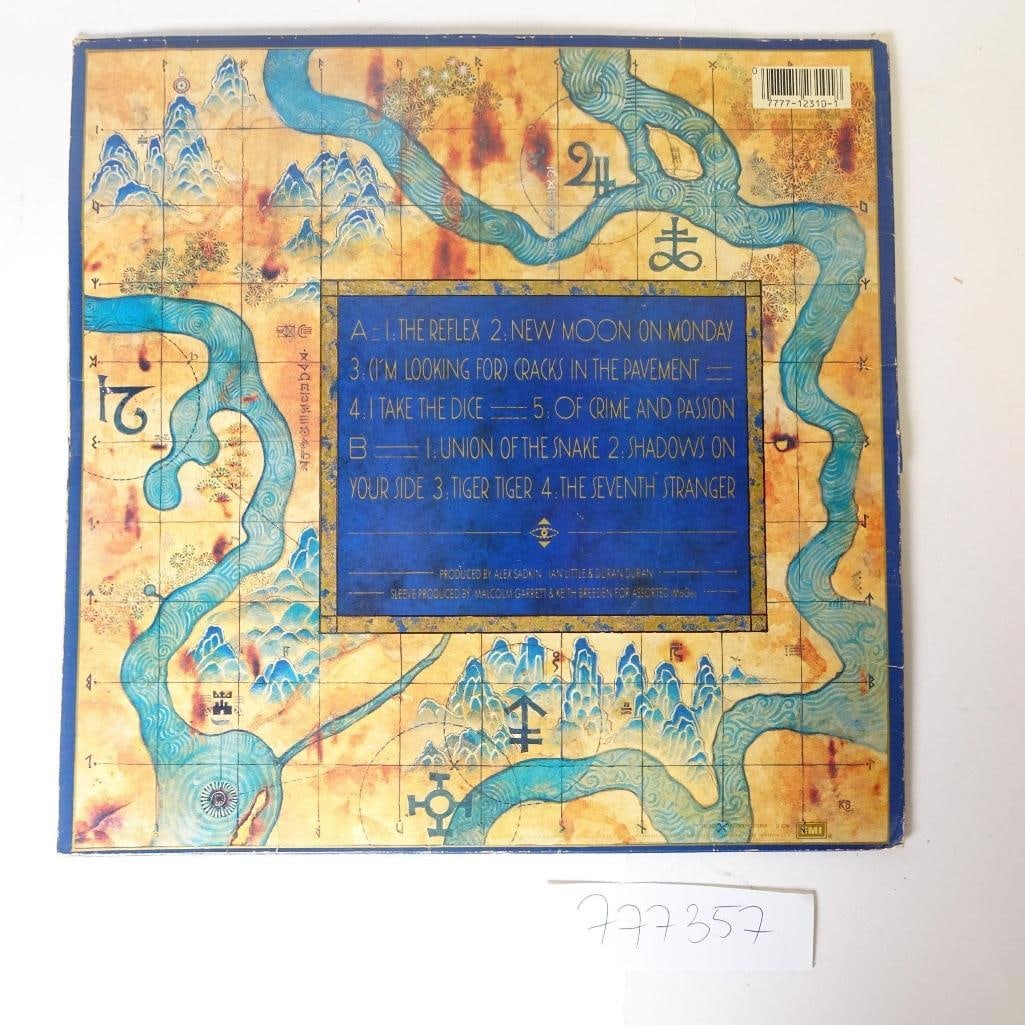 0
7777-12310-1
A = 1: THE REFLEX 2: NEW MOON ON MONDAY
3: (I'M LOOKING FOR) CRACKS IN THE PAVEMENT
4: I TAKE THE DICE 5: OF CRIME AND PASSION
B 1: UNION OF THE SNAKE 2: SHADOWS ON
YOUR SIDE 3: TIGER TIGER 4: THE SEVENTH STRANGER
PRODUCED BY ALEX SADKIN, IAN LITTLE & DURAN DURAN
SLEEVE PRODUCED BY MALCOLM GARRETT & KEITH BREEDEN FOR ASSORTED iMaGes
KB
EMI
777357